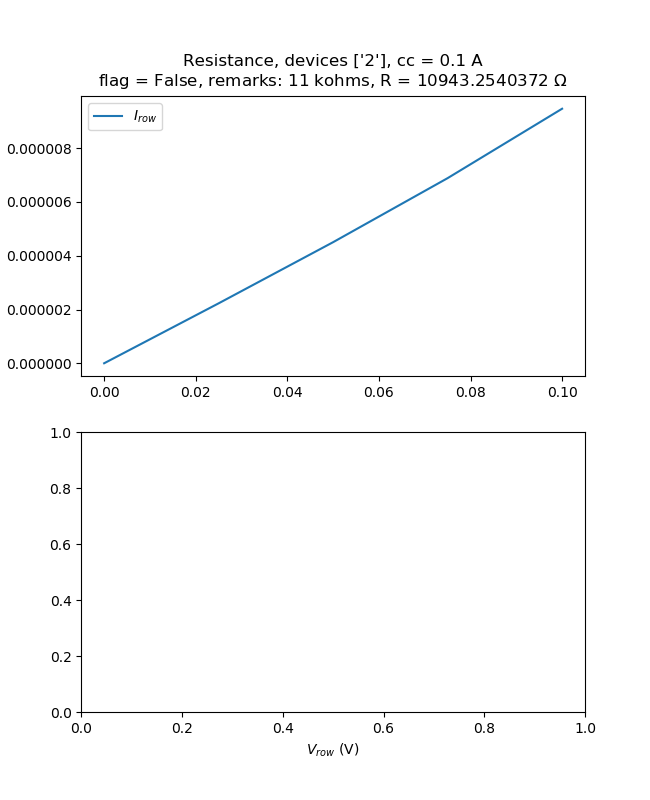 Resistance, devices ['2'], cc = 0.1 A
flag = False, remarks: 11 kohms, R = 10943.2540372 Ω
I_row
0.000008
0.000006
0.000004
0.000002
0.000000
0.00 0.02 0.04 0.06 0.08 0.10
1.0
0.8
0.6
0.4
0.2
0.0
0.0 0.2 0.4 0.6 0.8 1.0
V_row (V)